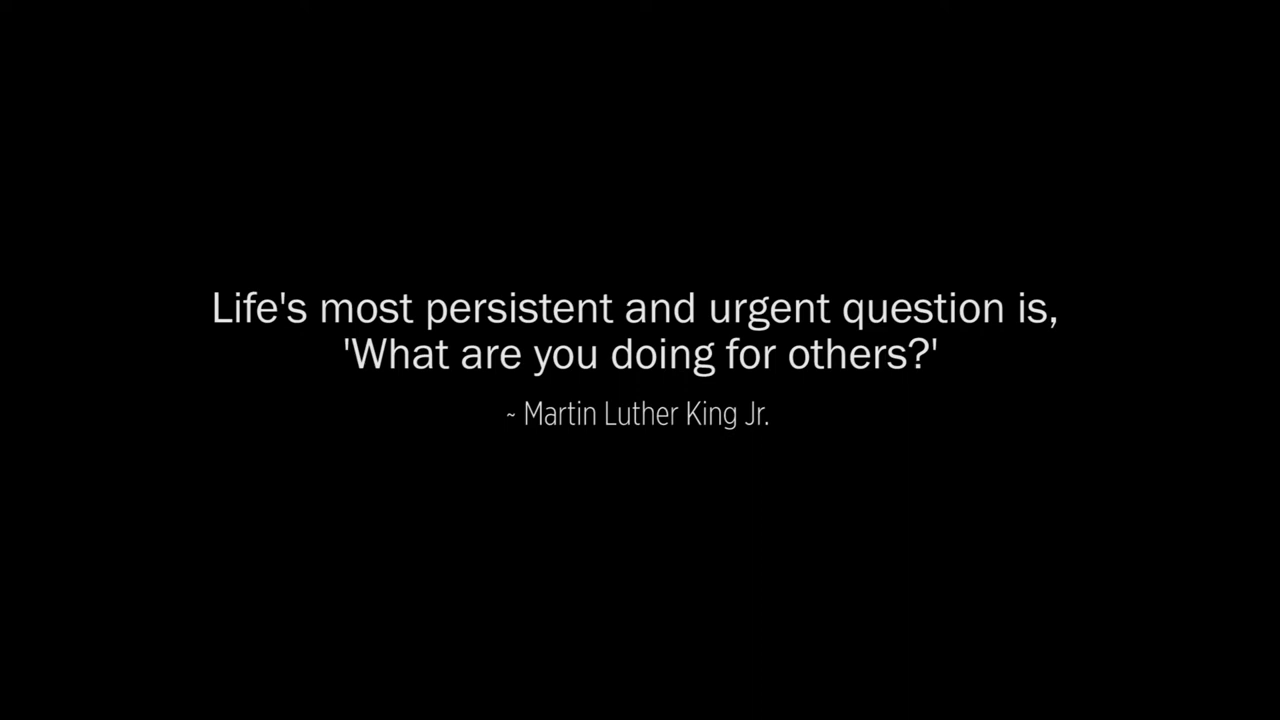 Life's most persistent and urgent question is,
'What are you doing for others?'
~ Martin Luther King Jr.